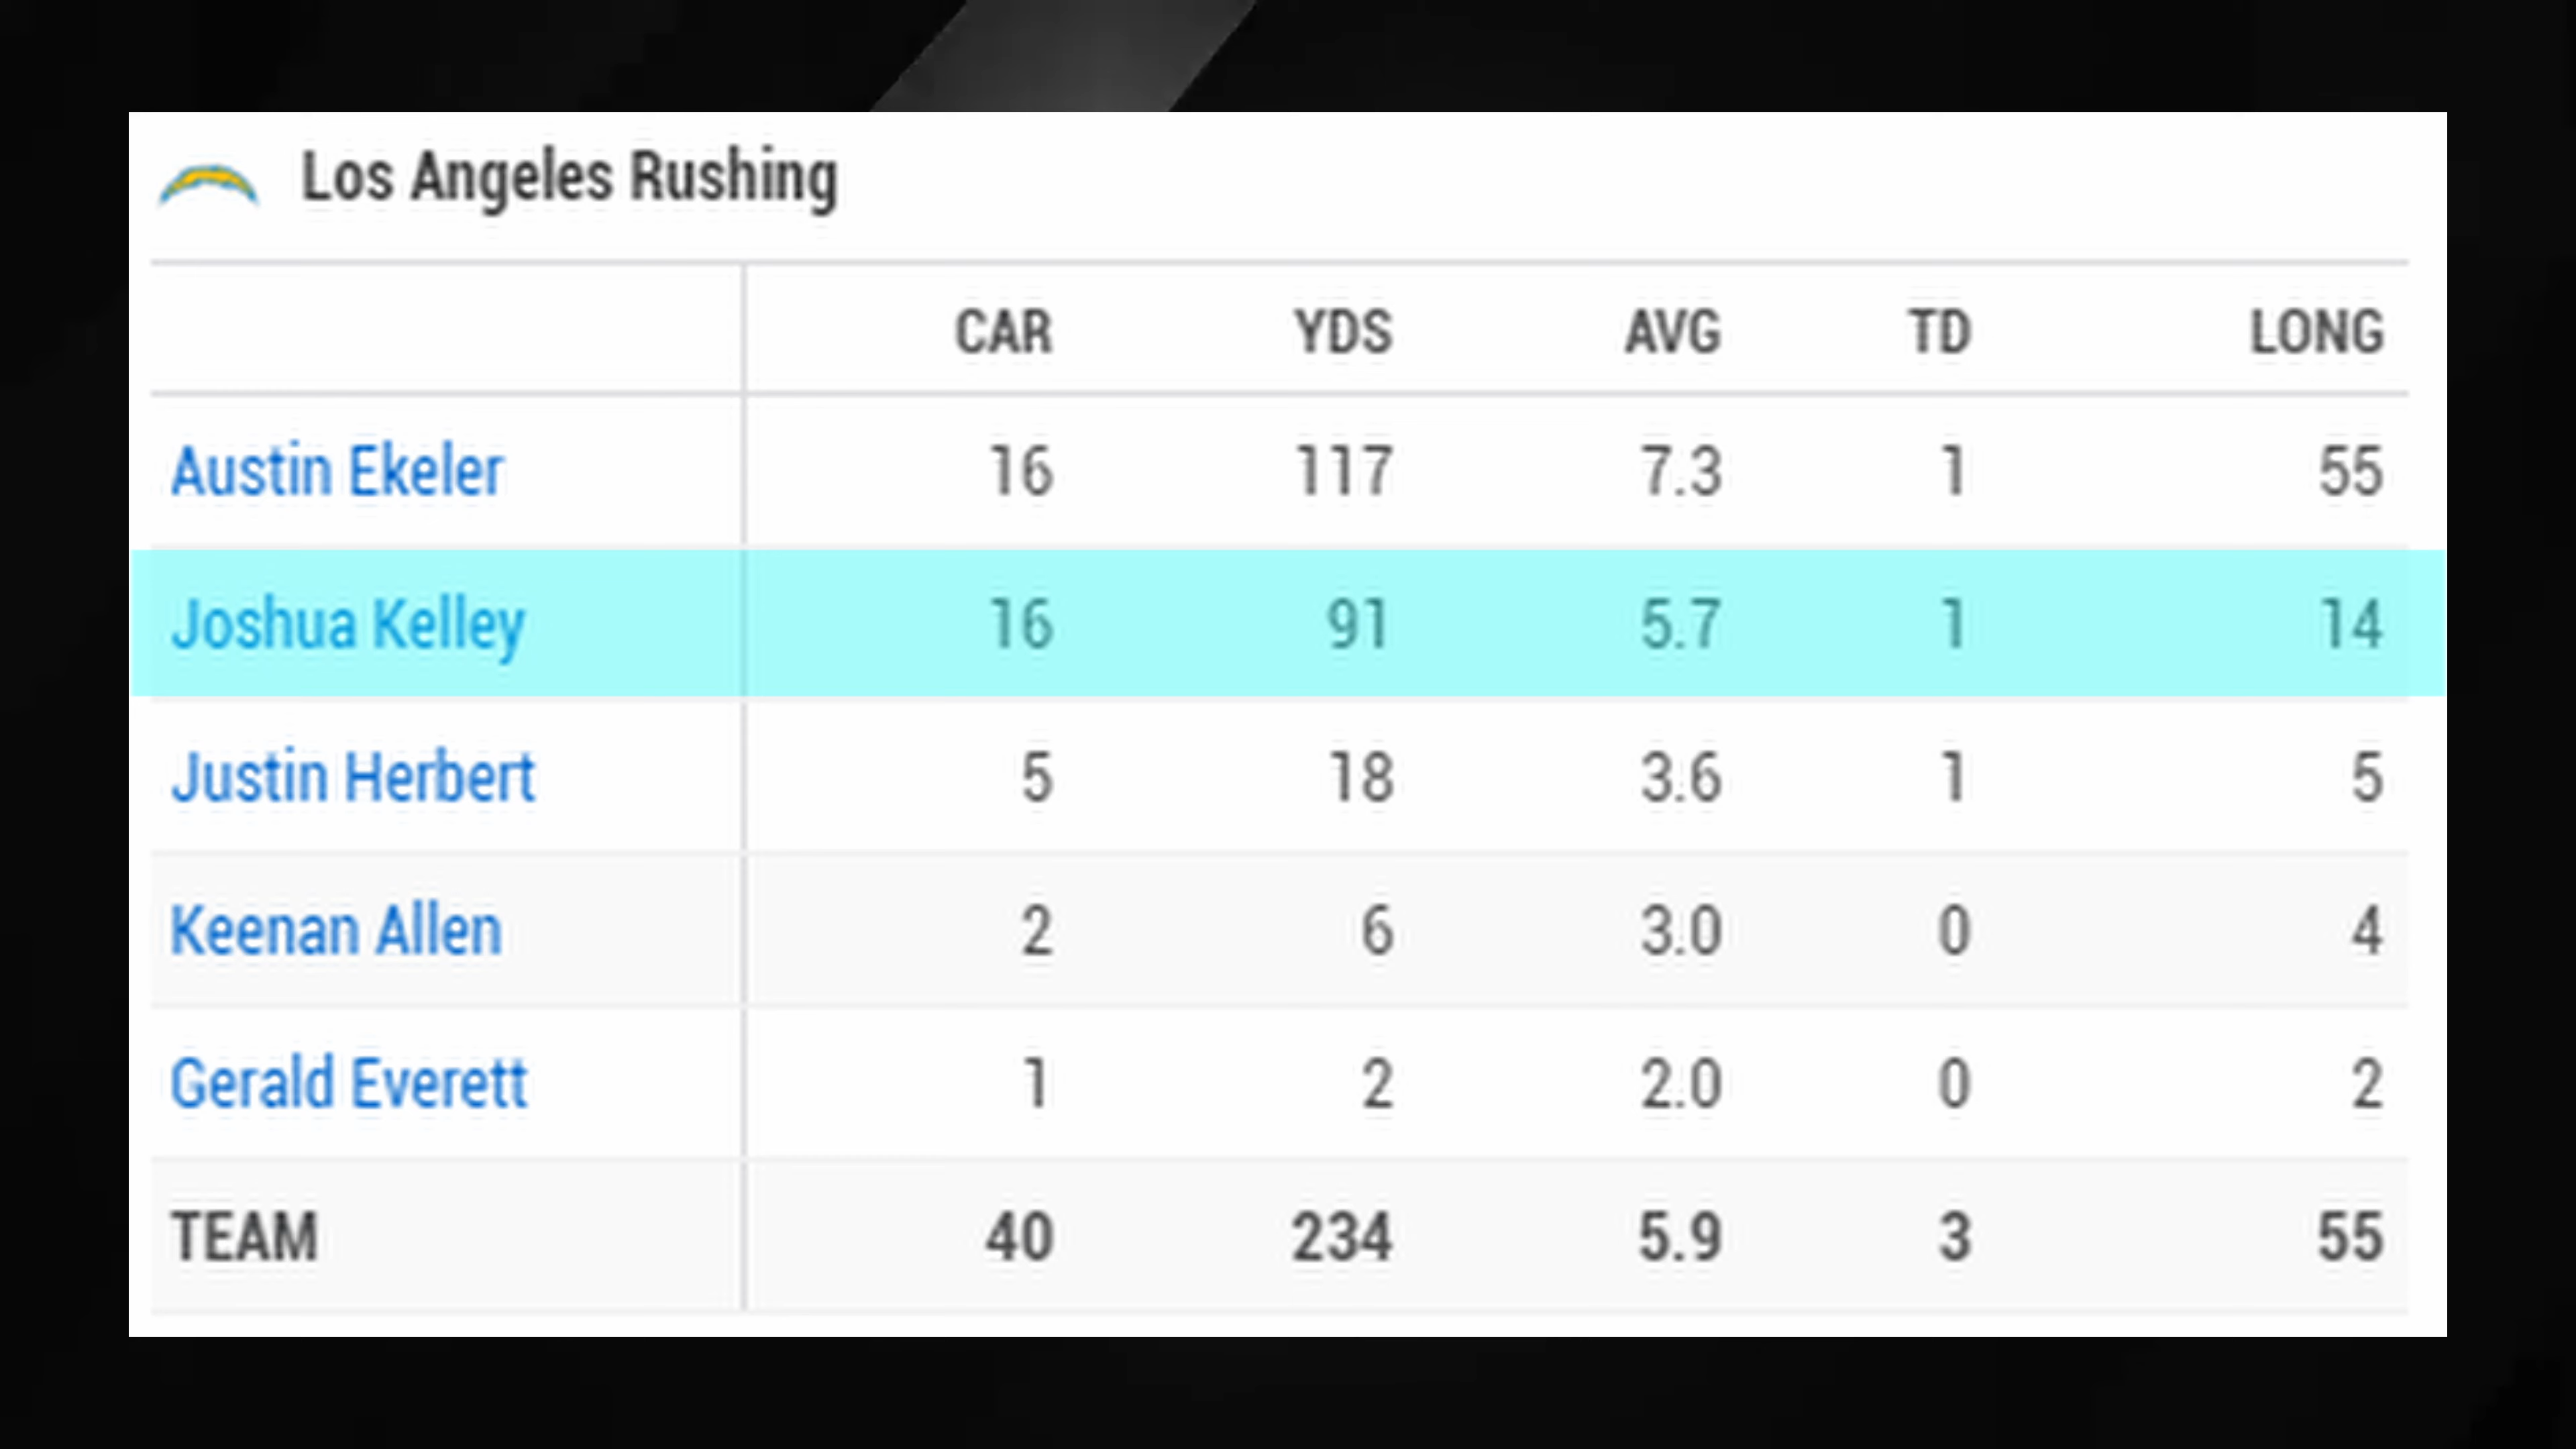 Los Angeles Rushing
CAR YDS AVG TD LONG
Austin Ekeler 16 117 7.3 1 55
Joshua Kelley 16 91 5.7 1 14
Justin Herbert 5 18 3.6 1 5
Keenan Allen 2 6 3.0 0 4
Gerald Everett 1 2 2.0 0 2
TEAM 40 234 5.9 3 55